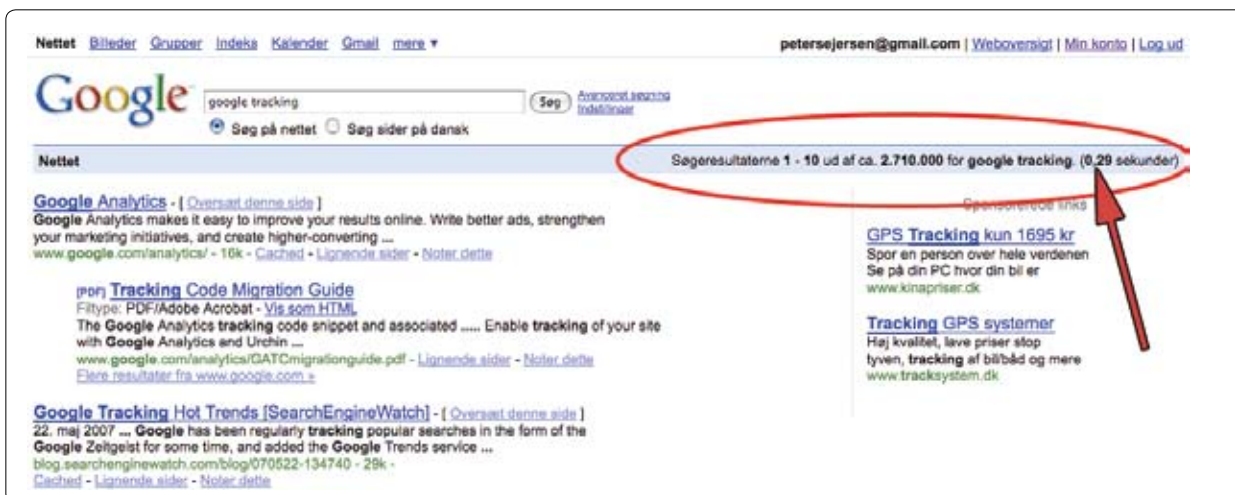 Nettet Billeder Grupper Indeks Kalender Gmail mere ▼
petersejersen@gmail.com | Weboversigt | Min konto | Log ud
Google
google tracking
Søg
Avanceret søgning
Indstillinger
Søg på nettet Søg sider på dansk
Nettet
Søgeresultaterne 1 - 10 ud af ca. 2.710.000 for google tracking. (0,29 sekunder)
Google Analytics - [ Oversæt denne side ]
Google Analytics makes it easy to improve your results online. Write better ads, strengthen
your marketing initiatives, and create higher-converting ...
www.google.com/analytics/ - 16k - Cached - Lignende sider - Noter dette
[PDF] Tracking Code Migration Guide
Filtype: PDF/Adobe Acrobat - Vis som HTML
The Google Analytics tracking code snippet and associated ..... Enable tracking of your site
with Google Analytics and Urchin ...
www.google.com/analytics/GATCmigrationguide.pdf - Lignende sider - Noter dette
Flere resultater fra www.google.com »
Google Tracking Hot Trends [SearchEngineWatch] - [ Oversæt denne side ]
22. maj 2007 ... Google has been regularly tracking popular searches in the form of the
Google Zeitgeist for some time, and added the Google Trends service ...
blog.searchenginewatch.com/blog/070522-134740 - 29k -
Cached - Lignende sider - Noter dette
Sponsorerede links
GPS Tracking kun 1695 kr
Spor en person over hele verdenen
Se på din PC hvor din bil er
www.kinapriser.dk
Tracking GPS systemer
Høj kvalitet, lave priser stop
tyven, tracking af bil/båd og mere
www.tracksystem.dk